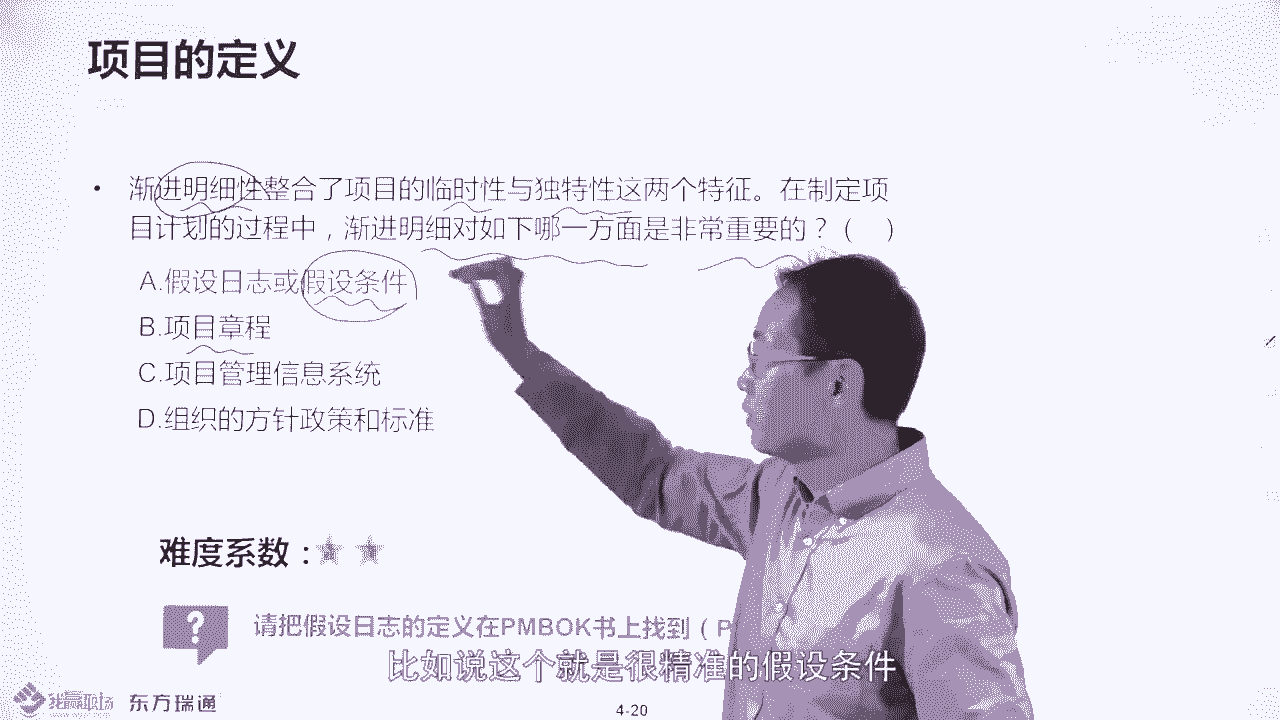 项目的定义
• 渐进明细性整合了项目的临时性与独特性这两个特征。在制定项
目计划的过程中，渐进明细对如下哪一方面是非常重要的？（ ）
A.假设日志或假设条件
B.项目章程
C.项目管理信息系统
D.组织的方针政策和标准
难度系数：
?
请把假设日志的定义在PMBOK书上找到（P
比如说这个就是很精准的假设条件
东方瑞通
4-20